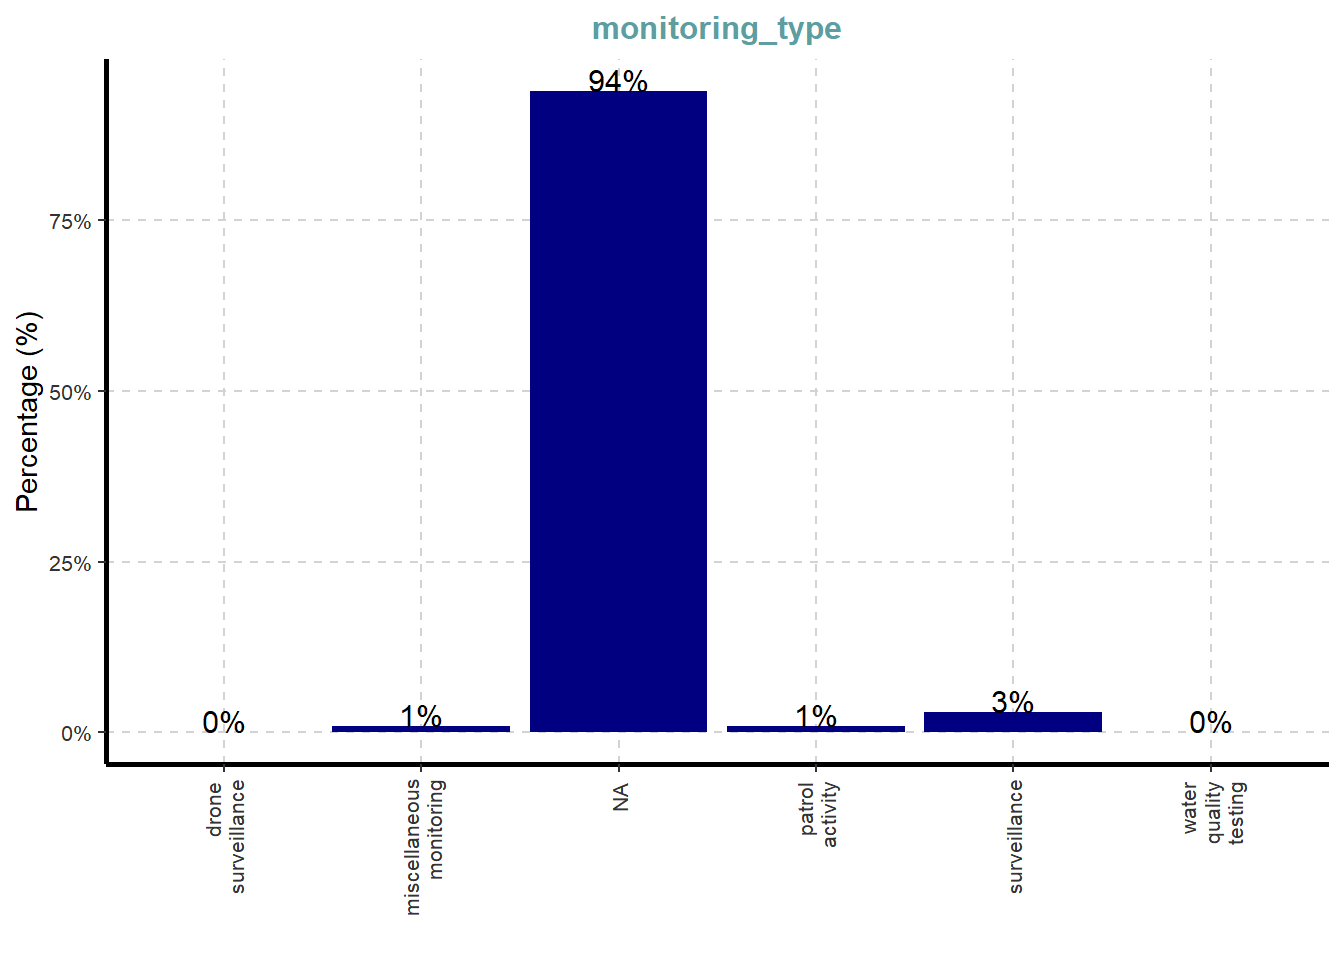 monitoring_type
94%
75%
50%
25%
0%
Percentage (%)
0%
1%
1%
3%
0%
drone
surveillance
miscellaneous
monitoring
NA
patrol
activity
surveillance
water
quality
testing